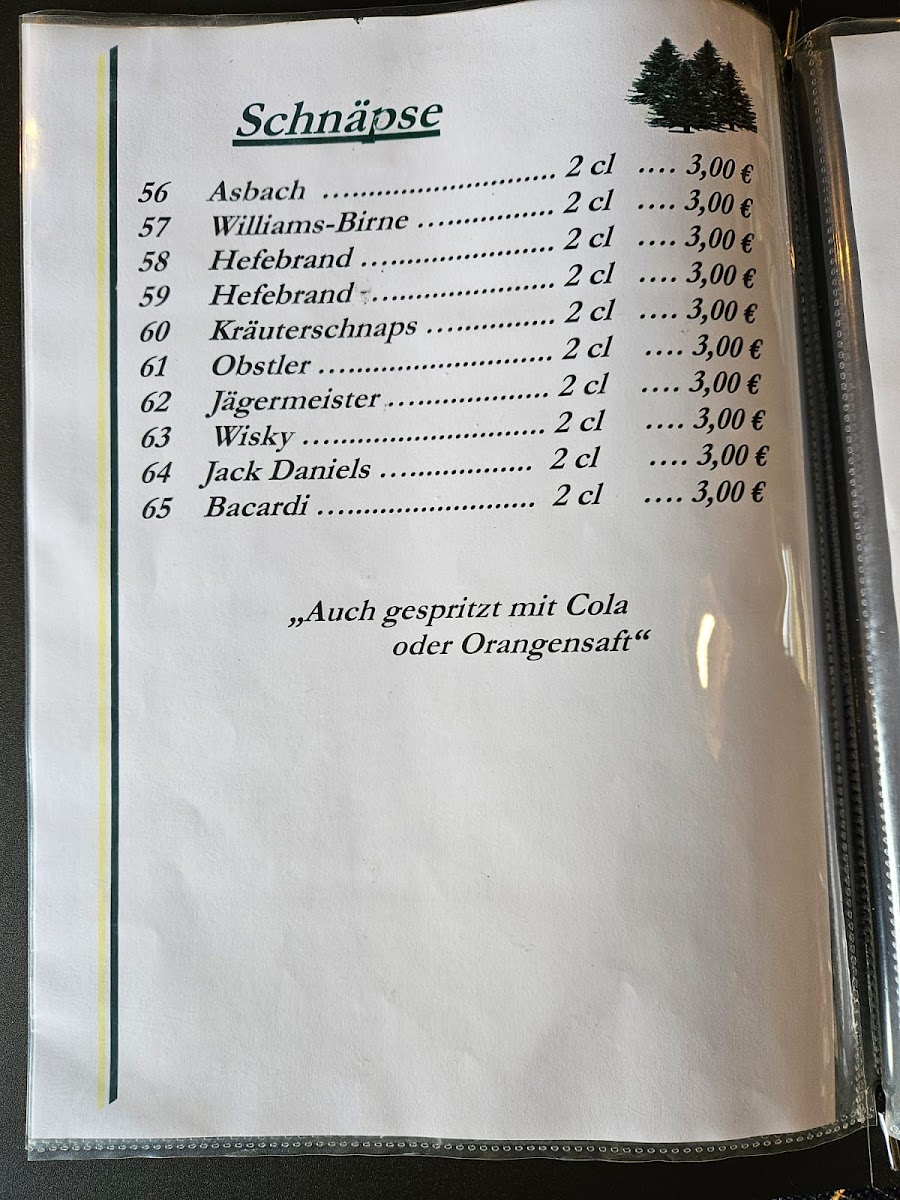 Schnäpse
56 Asbach .............................. 2 cl .... 3,00 €
57 Williams-Birne ................. 2 cl .... 3,00 €
58 Hefebrand ........................ 2 cl .... 3,00 €
59 Hefebrand ........................ 2 cl .... 3,00 €
60 Kräuterschnaps ................ 2 cl .... 3,00 €
61 Obstler ............................. 2 cl .... 3,00 €
62 Jägermeister .................... 2 cl .... 3,00 €
63 Wisky .............................. 2 cl .... 3,00 €
64 Jack Daniels ................... 2 cl .... 3,00 €
65 Bacardi ........................... 2 cl .... 3,00 €
„Auch gespritzt mit Cola
oder Orangensaft“